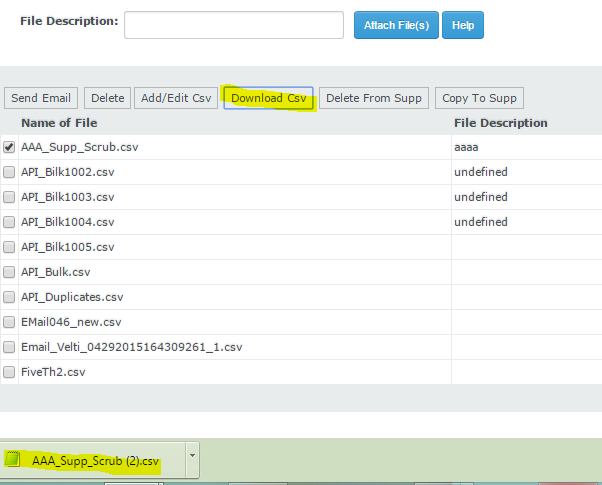 File Description: Attach File(s) Help
Send Email Delete Add/Edit Csv Download Csv Delete From Supp Copy To Supp
Name of File File Description
AAA_Supp_Scrub.csv aaaa
API_Bilk1002.csv undefined
API_Bilk1003.csv undefined
API_Bilk1004.csv undefined
API_Bilk1005.csv
API_Bulk.csv
API_Duplicates.csv
EMail046_new.csv
Email_Velti_04292015164309261_1.csv
FiveTh2.csv
AAA_Supp_Scrub (2).csv